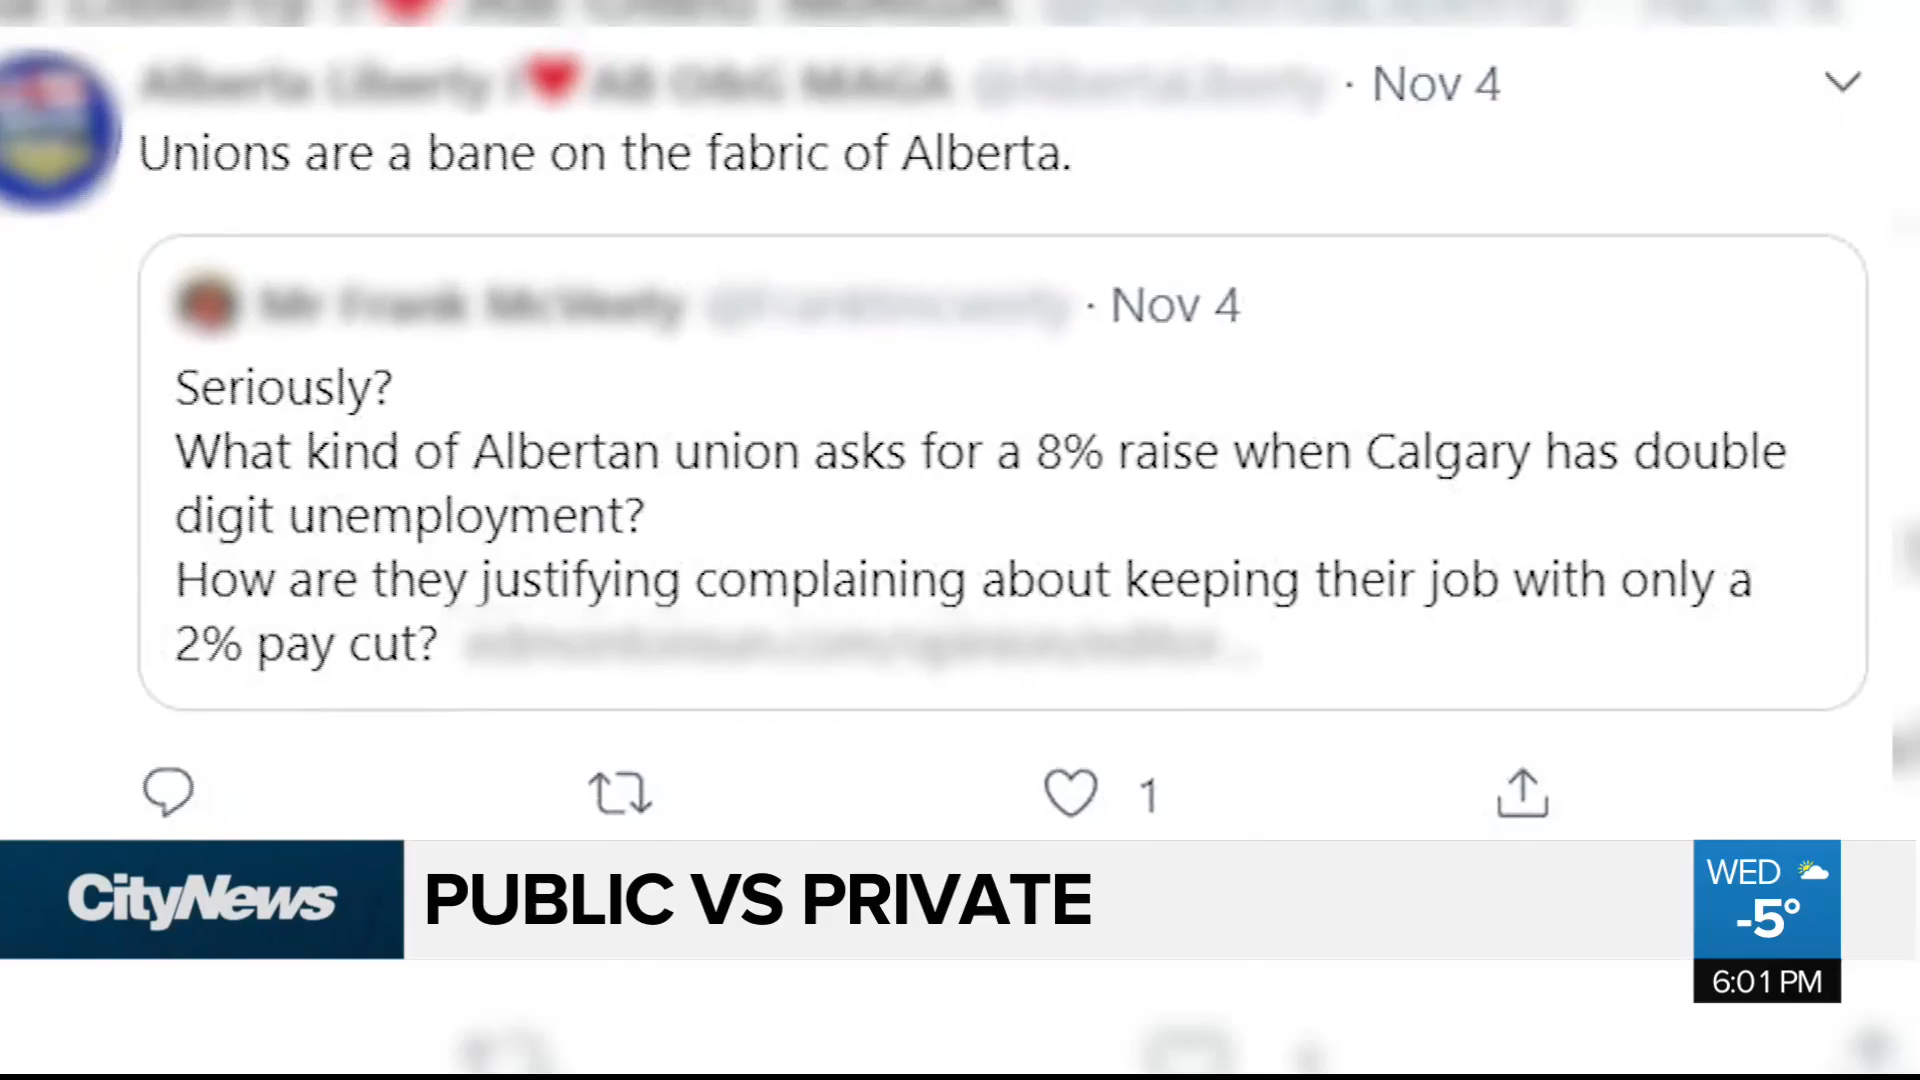 Nov 4
Unions are a bane on the fabric of Alberta.
Nov 4
Seriously?
What kind of Albertan union asks for a 8% raise when Calgary has double
digit unemployment?
How are they justifying complaining about keeping their job with only a
2% pay cut?
1
CityNews
PUBLIC VS PRIVATE
WED
-5°
6:01 PM